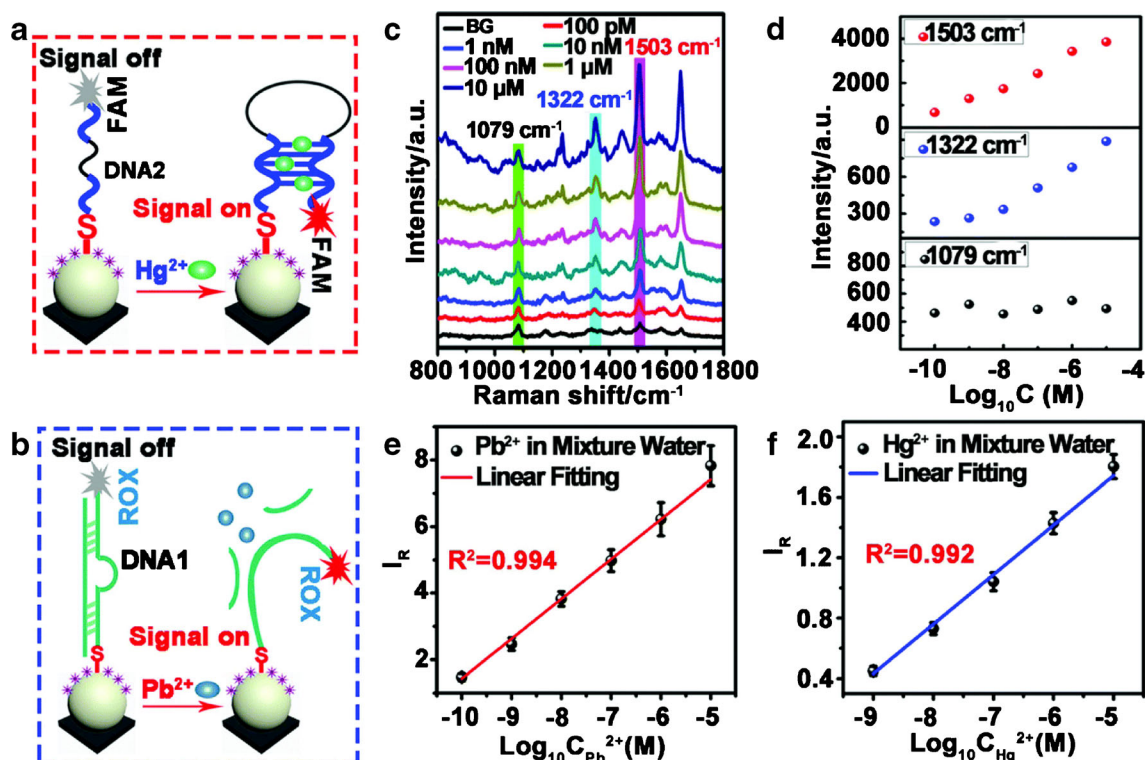 a
Signal off
FAM
DNA2
Signal on
S
S
FAM
Hg²⁺
b
Signal off
ROX
DNA1
ROX
Signal on
S
S
Pb²⁺
c
BG
100 pM
1 nM
10 nM
100 nM
1 µM
10 µM
1503 cm⁻¹
1322 cm⁻¹
1079 cm⁻¹
Intensity/a.u.
800 1000 1200 1400 1600 1800
Raman shift/cm⁻¹
d
1503 cm⁻¹
4000
2000
0
1322 cm⁻¹
600
300
1079 cm⁻¹
800
600
400
Intensity/a.u.
-10 -8 -6 -4
Log₁₀C (M)
e
Pb²⁺ in Mixture Water
Linear Fitting
R²=0.994
8
6
4
2
I_R
-10 -9 -8 -7 -6 -5
Log₁₀C_Pb²⁺(M)
f
Hg²⁺ in Mixture Water
Linear Fitting
R²=0.992
2.0
1.6
1.2
0.8
0.4
I_R
-9 -8 -7 -6 -5
Log₁₀C_Hg²⁺(M)